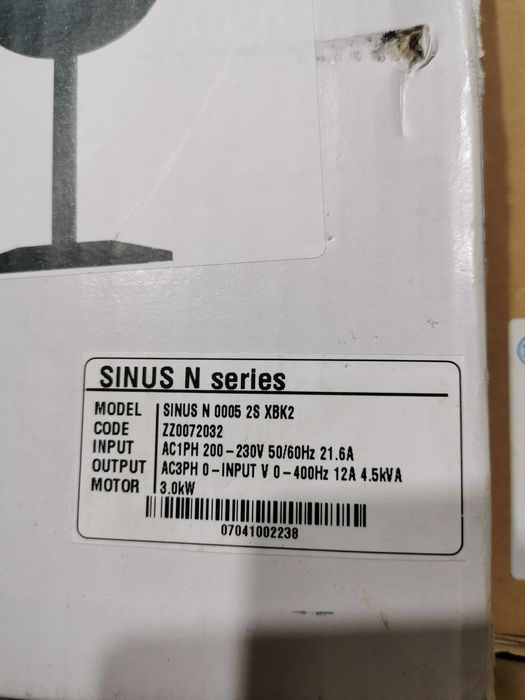 SINUS N series
MODEL SINUS N 0005 2S XBK2
CODE ZZ0072032
INPUT AC1PH 200-230V 50/60Hz 21.6A
OUTPUT AC3PH 0-INPUT V 0-400Hz 12A 4.5kVA
MOTOR 3.0kW
07041002238